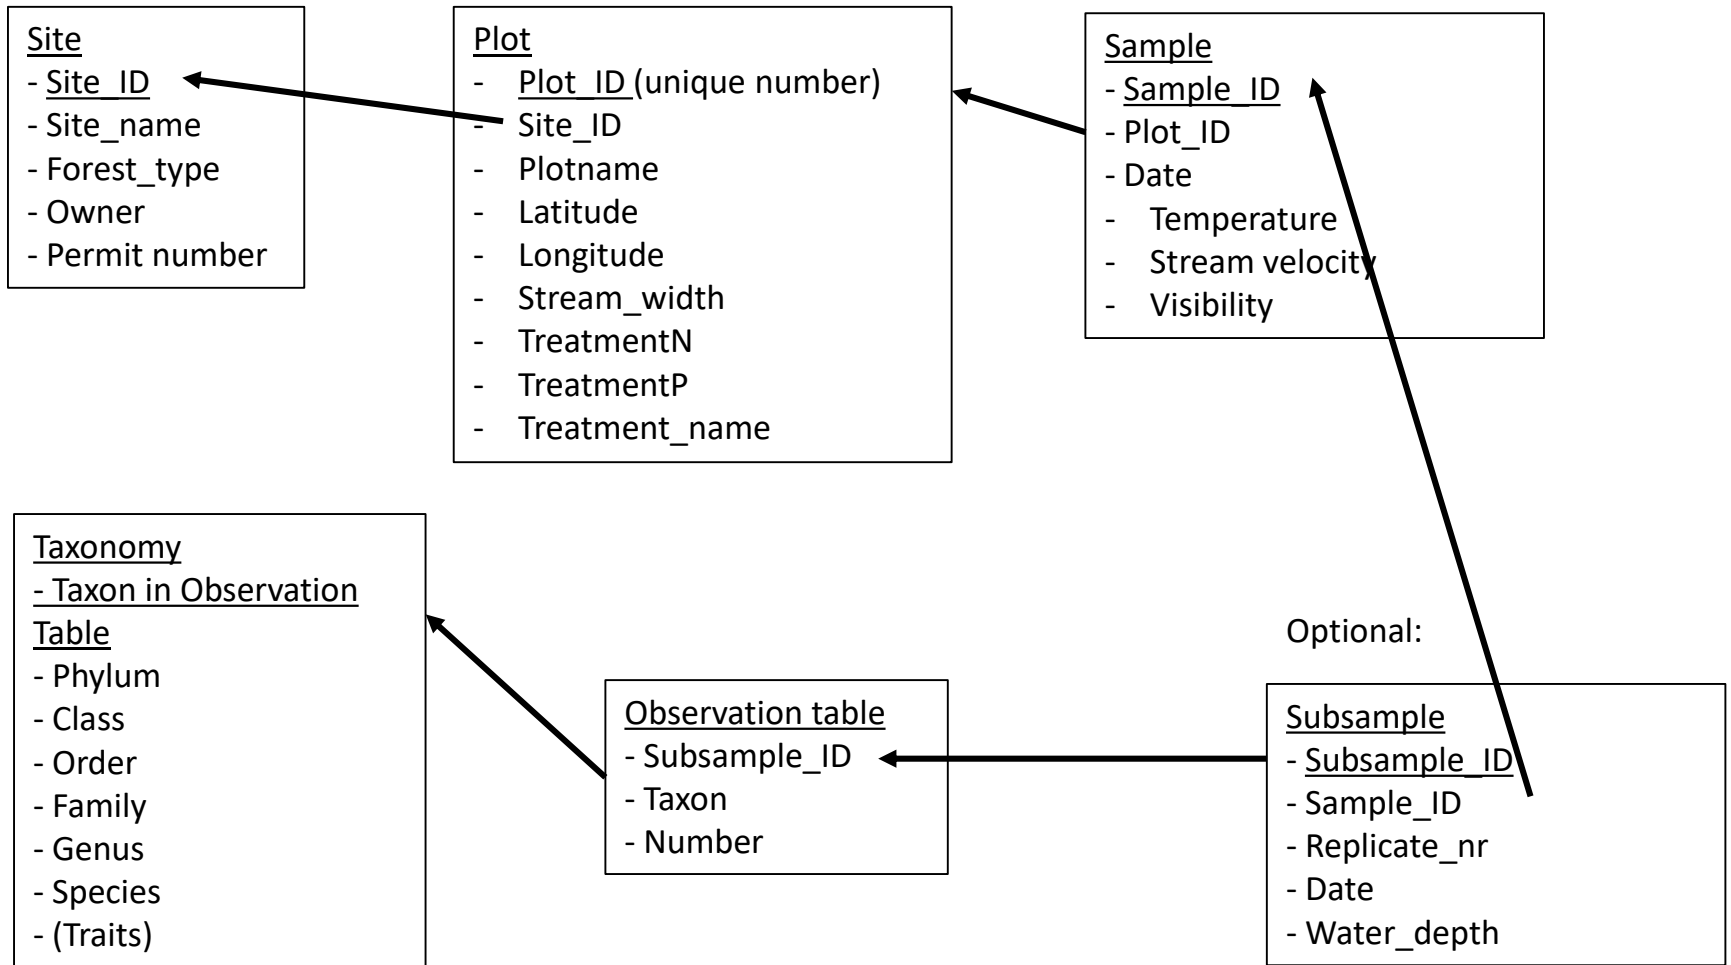 Site
- Site_ID
- Site_name
- Forest_type
- Owner
- Permit number
Plot
- Plot_ID (unique number)
- Site_ID
- Plotname
- Latitude
- Longitude
- Stream_width
- TreatmentN
- TreatmentP
- Treatment_name
Sample
- Sample_ID
- Plot_ID
- Date
- Temperature
- Stream velocity
- Visibility
Taxonomy
- Taxon in Observation
Table
- Phylum
- Class
- Order
- Family
- Genus
- Species
- (Traits)
Observation table
- Subsample_ID
- Taxon
- Number
Optional:
Subsample
- Subsample_ID
- Sample_ID
- Replicate_nr
- Date
- Water_depth